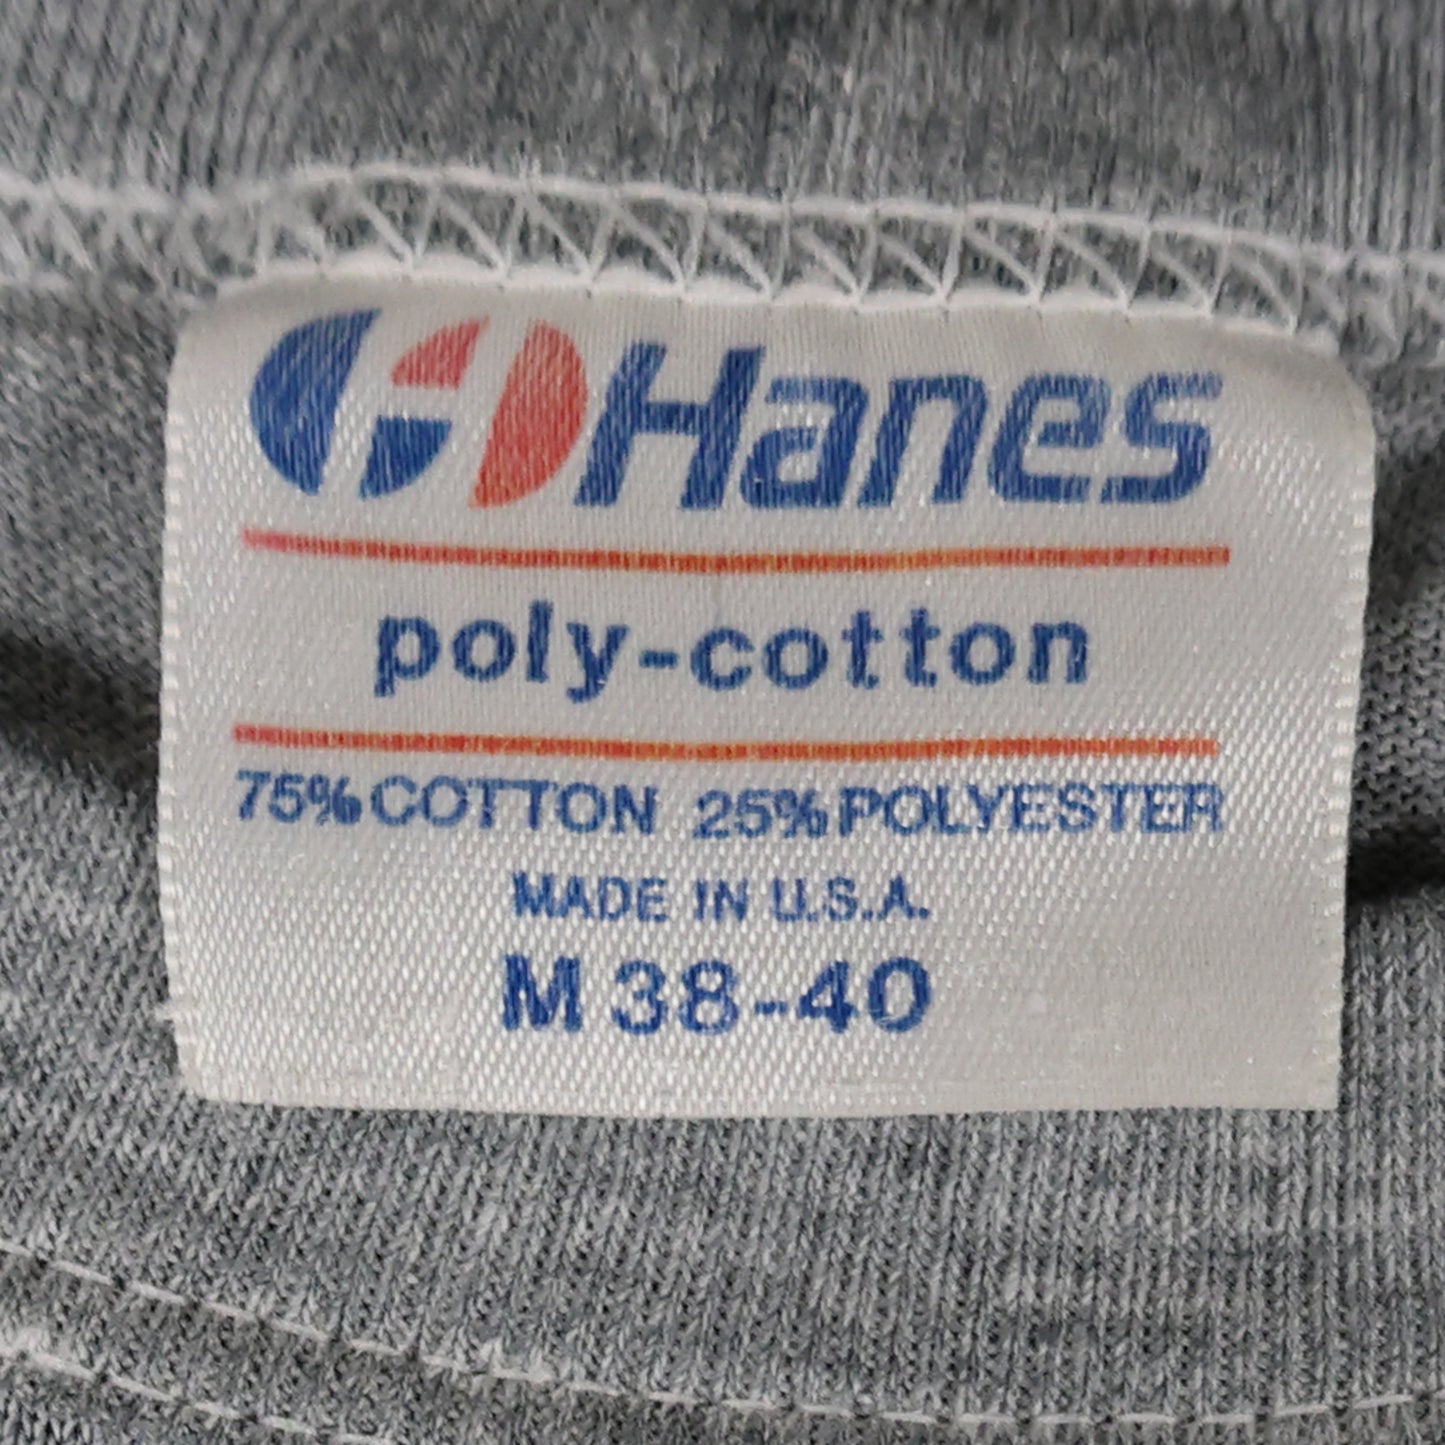 Hanes
poly-cotton
75% COTTON 25% POLYESTER
MADE IN U.S.A.
M 38-40